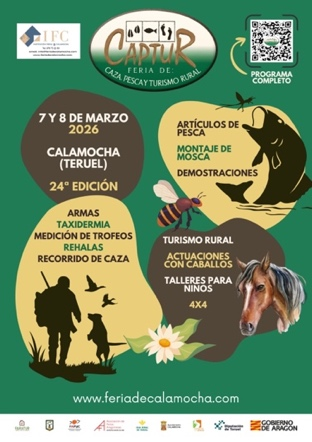 IFC
CAPTUR
FERIA DE:
CAZA, PESCA Y TURISMO RURAL
PROGRAMA
COMPLETO
7 Y 8 DE MARZO
2026
CALAMOCHA
(TERUEL)
24ª EDICIÓN
ARTÍCULOS DE
PESCA
MONTAJE DE
MOSCA
DEMOSTRACIONES
ARMAS
TAXIDERMIA
MEDICIÓN DE TROFEOS
REHALAS
RECORRIDO DE CAZA
TURISMO RURAL
ACTUACIONES
CON CABALLOS
TALLERES PARA
NIÑOS
4X4
www.feriadecalamocha.com
GOBIERNO
DE ARAGON